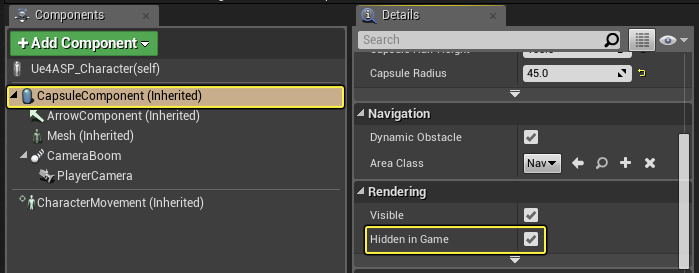 Components
Details
+ Add Component
Search
Ue4ASP_Character(self)
Capsule Radius
45.0
CapsuleComponent (Inherited)
ArrowComponent (Inherited)
Mesh (Inherited)
CameraBoom
PlayerCamera
CharacterMovement (Inherited)
Navigation
Dynamic Obstacle
Area Class
Nav
Rendering
Visible
Hidden in Game